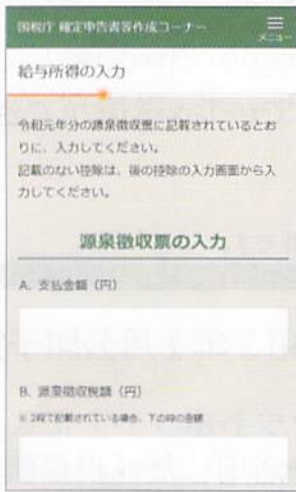 国税庁 確定申告書等作成コーナー
メニュー
給与所得の入力
令和元年分の源泉徴収票に記載されているとお
りに、入力してください。
記載のない控除は、後の控除の入力画面から入
力してください。
源泉徴収票の入力
A. 支払金額（円）
B. 源泉徴収税額（円）
※ 2段で記載されている場合、下の段の金額